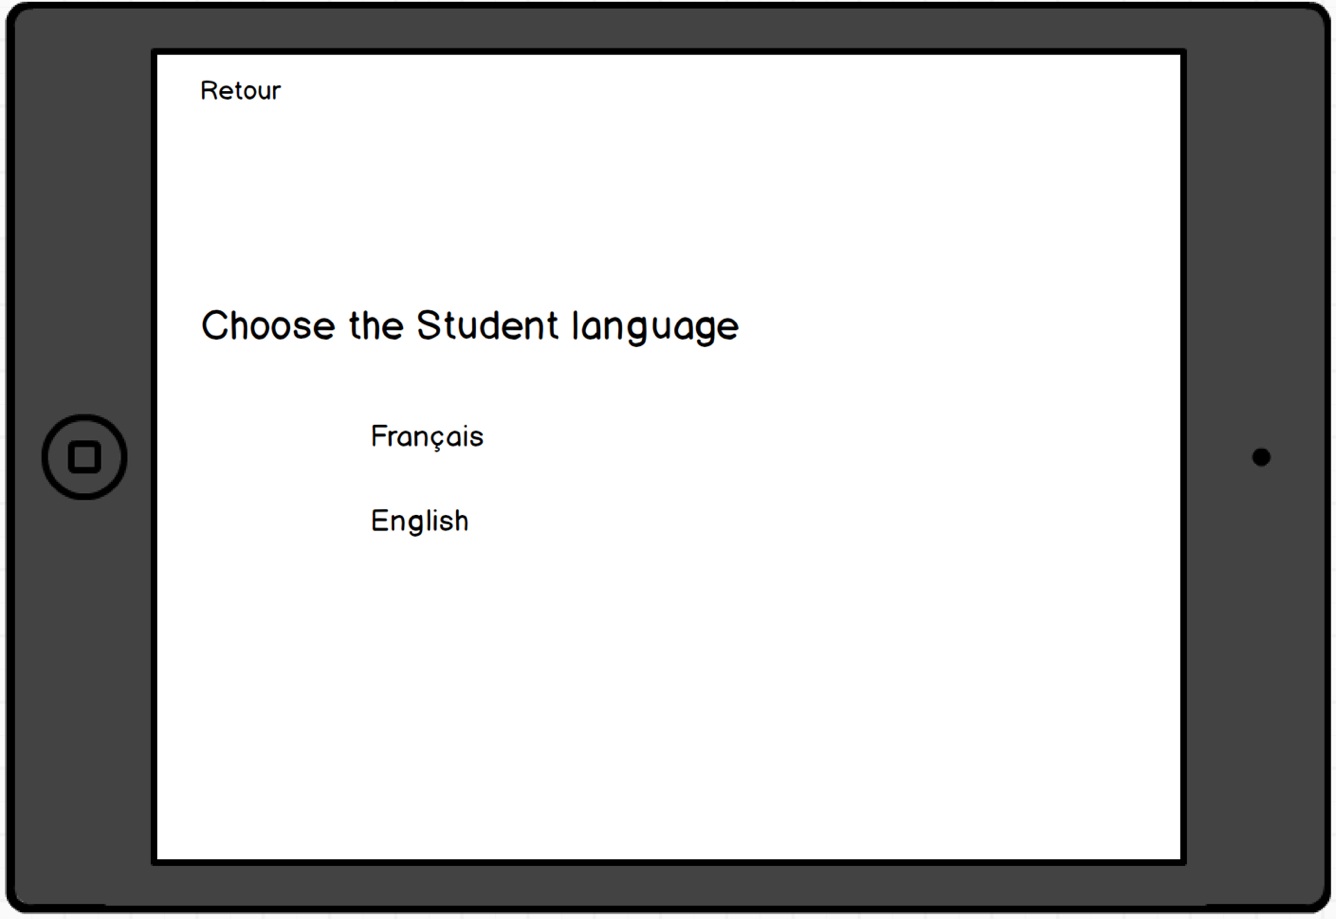 Retour
Choose the Student language
Français
English